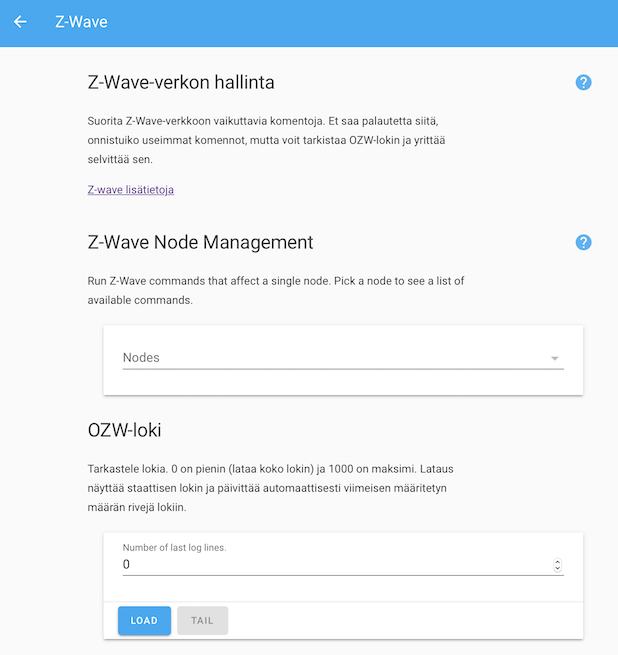 Z-Wave
Z-Wave-verkon hallinta
Suorita Z-Wave-verkkoon vaikuttavia komentoja. Et saa palautetta siitä,
onnistuiko useimmat komennot, mutta voit tarkistaa OZW-lokin ja yrittää
selvittää sen.
Z-wave lisätietoja
Z-Wave Node Management
Run Z-Wave commands that affect a single node. Pick a node to see a list of
available commands.
Nodes
OZW-loki
Tarkastele lokia. 0 on pienin (lataa koko lokin) ja 1000 on maksimi. Lataus
näyttää staattisen lokin ja päivittää automaattisesti viimeisen määritetyn
määrän rivejä lokiin.
Number of last log lines.
0
LOAD TAIL